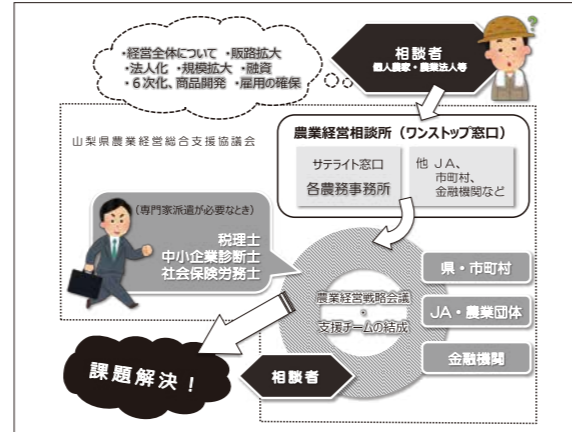 ・経営全体について ・販路拡大
・法人化 ・規模拡大 ・融資
・６次化、商品開発 ・雇用の確保
相談者
個人農家・農業法人等
?
山梨県農業経営総合支援協議会
農業経営相談所（ワンストップ窓口）
サテライト窓口
各農務事務所
他 ＪＡ、
市町村、
金融機関など
（専門家派遣が必要なとき）
税理士
中小企業診断士
社会保険労務士
農業経営戦略会議
・
支援チームの結成
県・市町村
JA・農業団体
金融機関
課題解決！
相談者